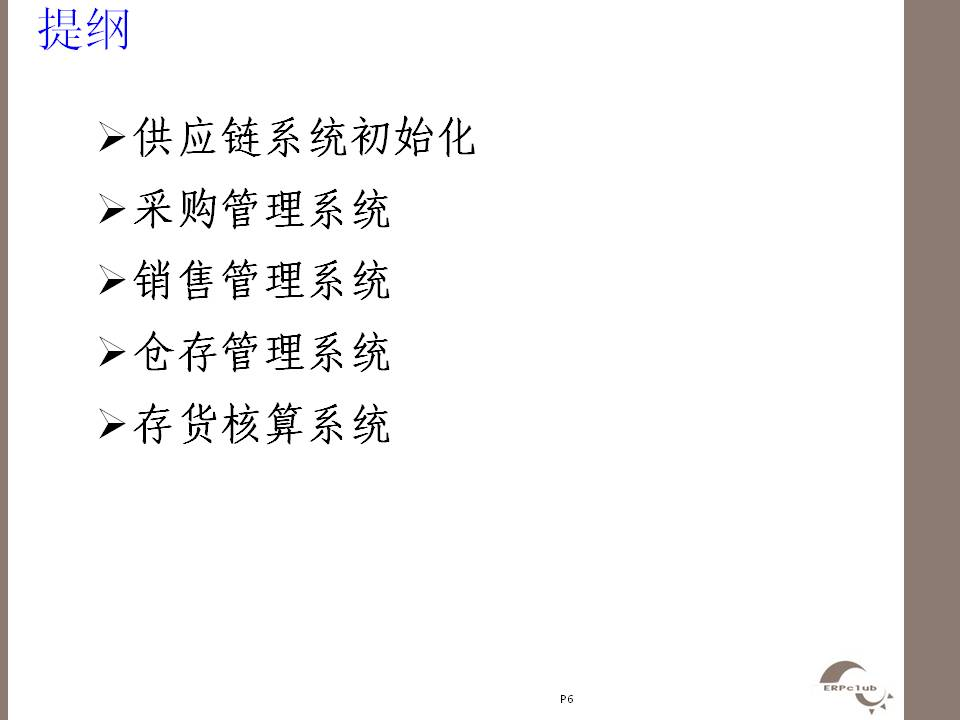 提纲
供应链系统初始化
采购管理系统
销售管理系统
仓存管理系统
存货核算系统
P6
ERPclub